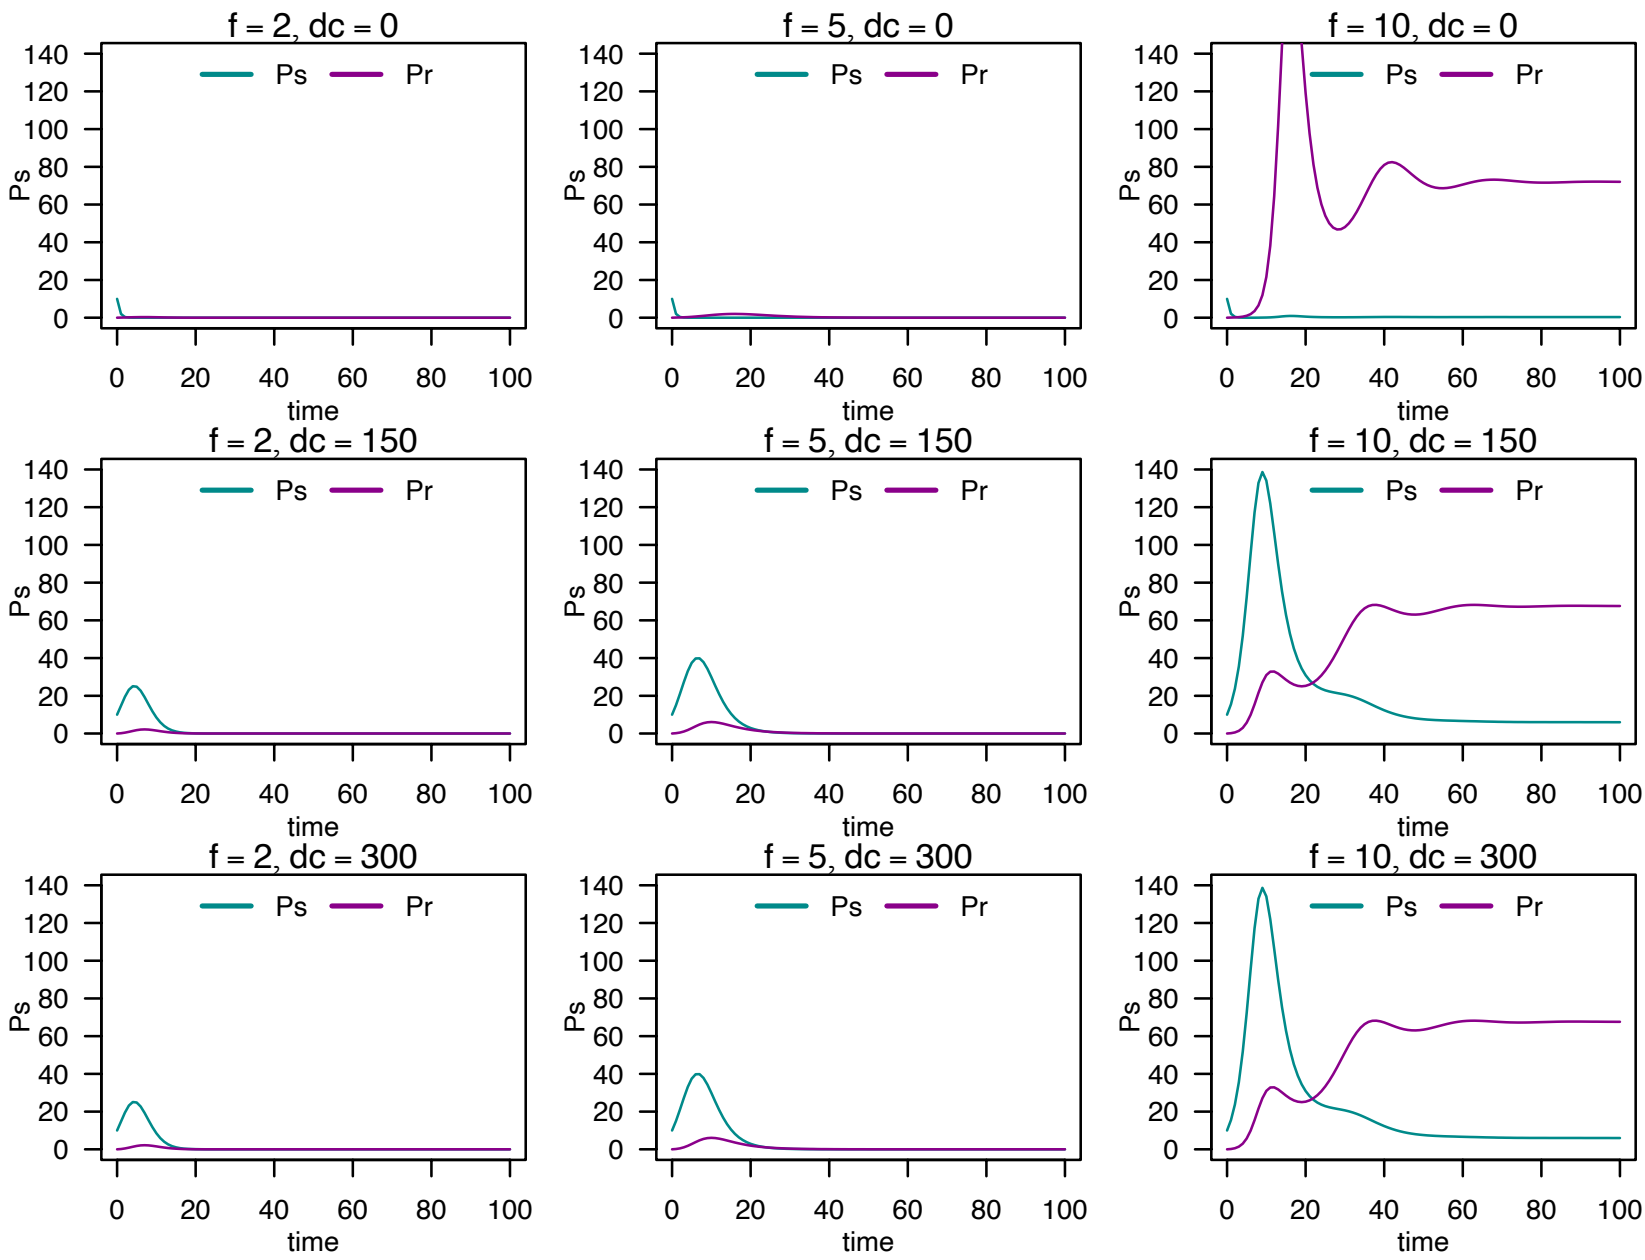 f = 2, dc = 0
Ps Pr
140
120
100
80
60
40
20
0
Ps
0 20 40 60 80 100
time
f = 5, dc = 0
Ps Pr
140
120
100
80
60
40
20
0
Ps
0 20 40 60 80 100
time
f = 10, dc = 0
Ps Pr
140
120
100
80
60
40
20
0
Ps
0 20 40 60 80 100
time
f = 2, dc = 150
Ps Pr
140
120
100
80
60
40
20
0
Ps
0 20 40 60 80 100
time
f = 5, dc = 150
Ps Pr
140
120
100
80
60
40
20
0
Ps
0 20 40 60 80 100
time
f = 10, dc = 150
Ps Pr
140
120
100
80
60
40
20
0
Ps
0 20 40 60 80 100
time
f = 2, dc = 300
Ps Pr
140
120
100
80
60
40
20
0
Ps
0 20 40 60 80 100
time
f = 5, dc = 300
Ps Pr
140
120
100
80
60
40
20
0
Ps
0 20 40 60 80 100
time
f = 10, dc = 300
Ps Pr
140
120
100
80
60
40
20
0
Ps
0 20 40 60 80 100
time